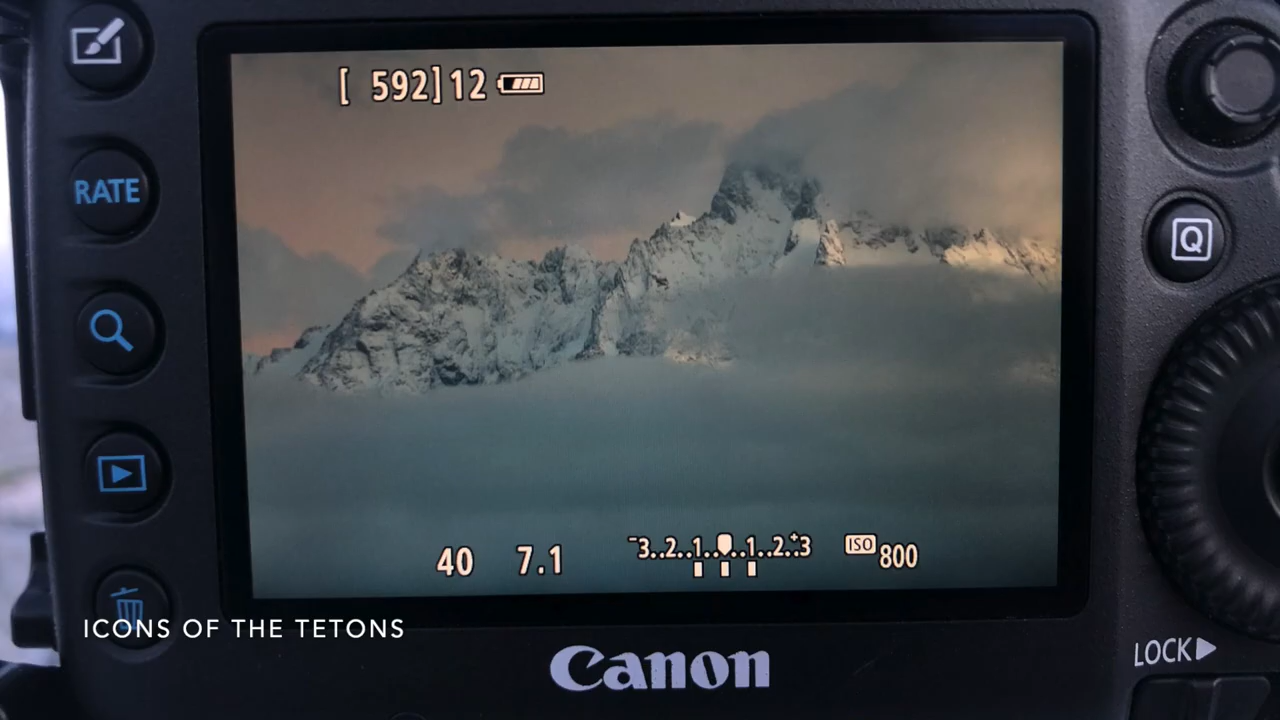 [ 592]12
RATE
Q
40 7.1 -3..2..1..0..1..2..+3 ISO 800
ICONS OF THE TETONS
Canon
LOCK